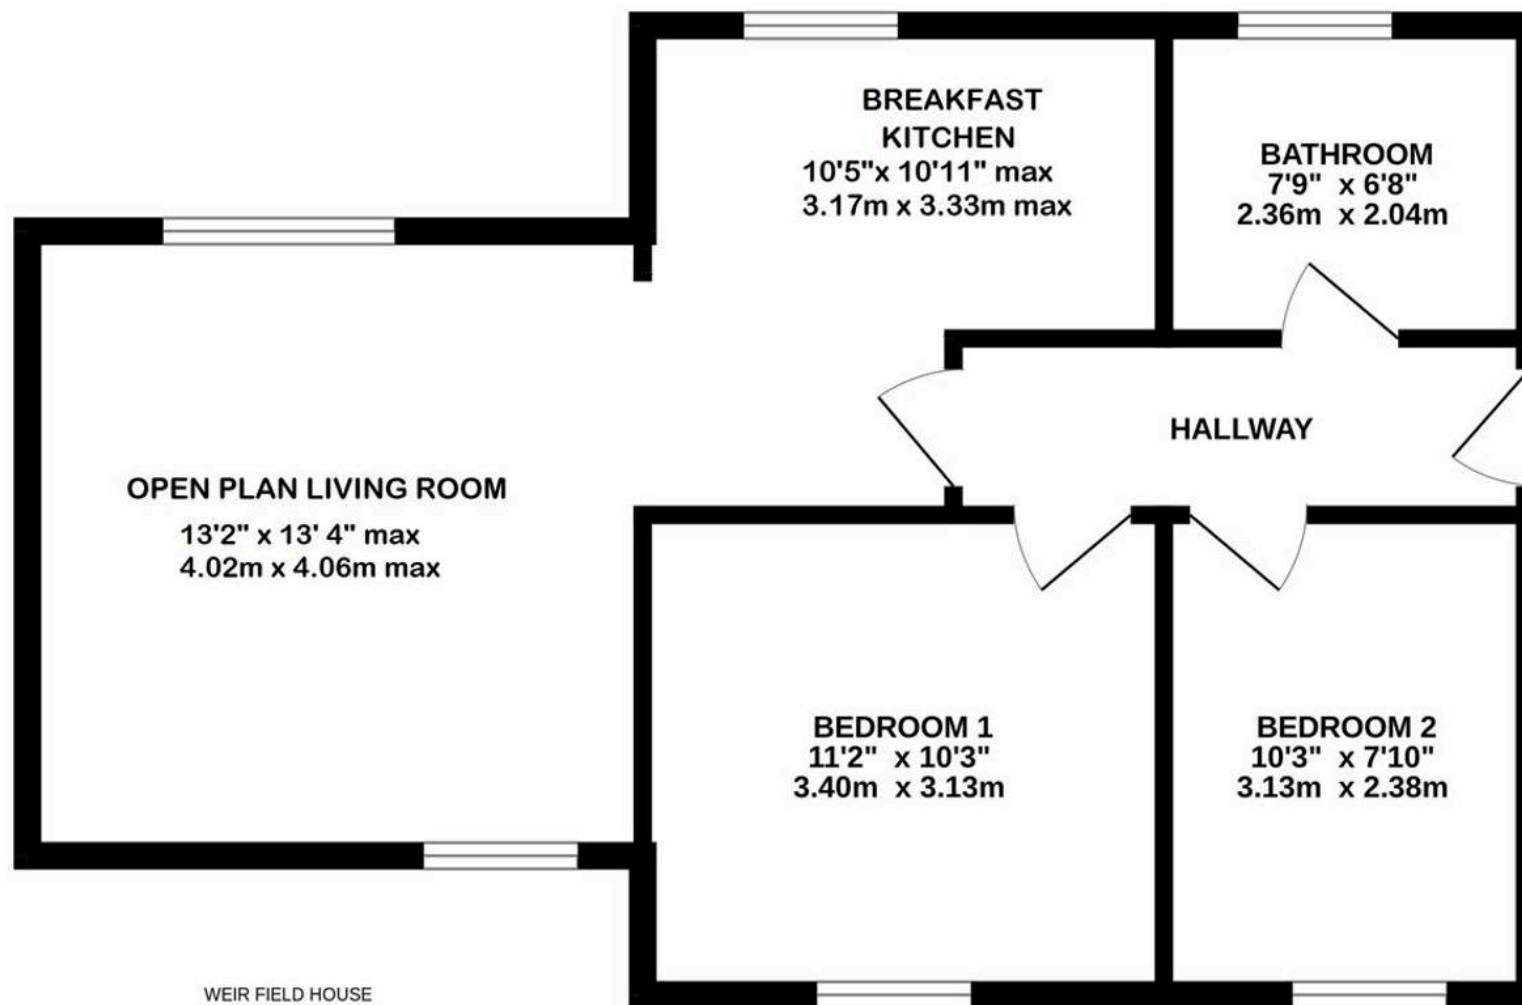 BREAKFAST
KITCHEN
10'5"x 10'11" max
3.17m x 3.33m max
BATHROOM
7'9" x 6'8"
2.36m x 2.04m
HALLWAY
OPEN PLAN LIVING ROOM
13'2" x 13' 4" max
4.02m x 4.06m max
BEDROOM 1
11'2" x 10'3"
3.40m x 3.13m
BEDROOM 2
10'3" x 7'10"
3.13m x 2.38m
WEIR FIELD HOUSE